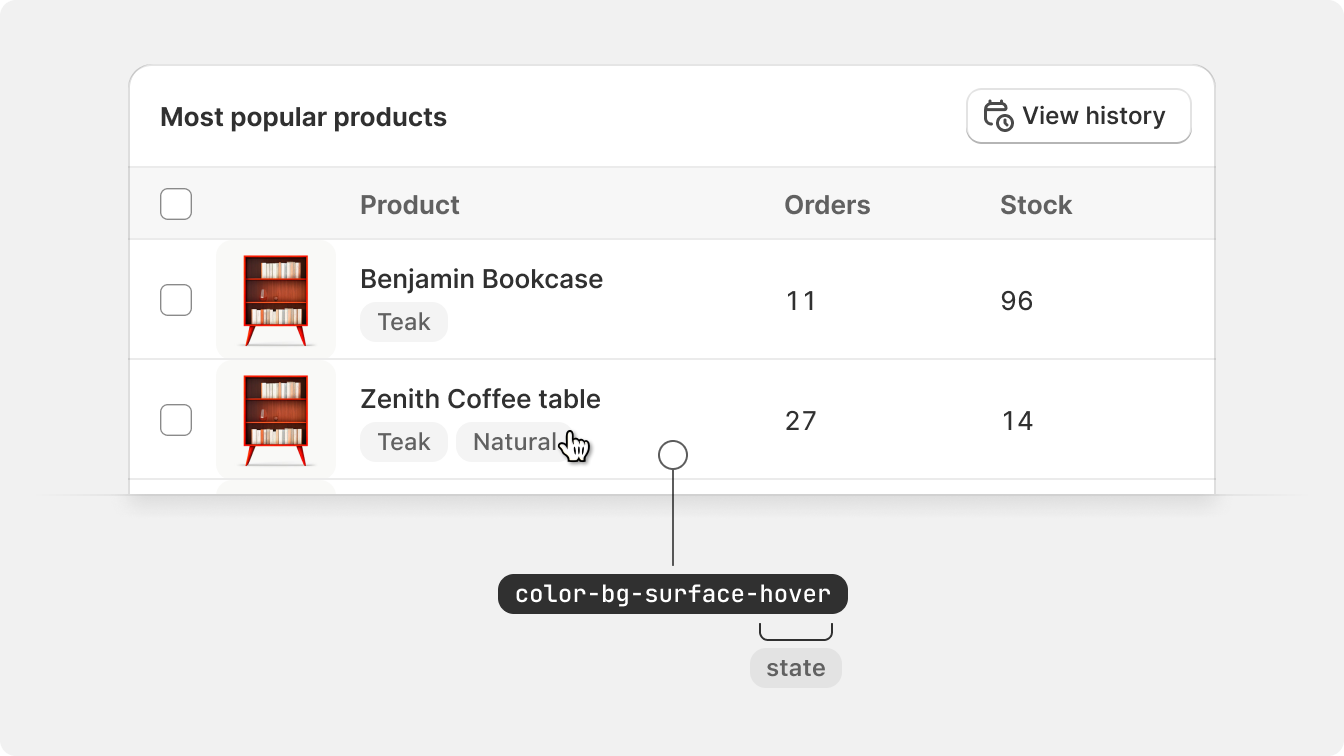 Most popular products
View history
Product Orders Stock
Benjamin Bookcase
Teak
11 96
Zenith Coffee table
Teak Natural
27 14
color-bg-surface-hover
state